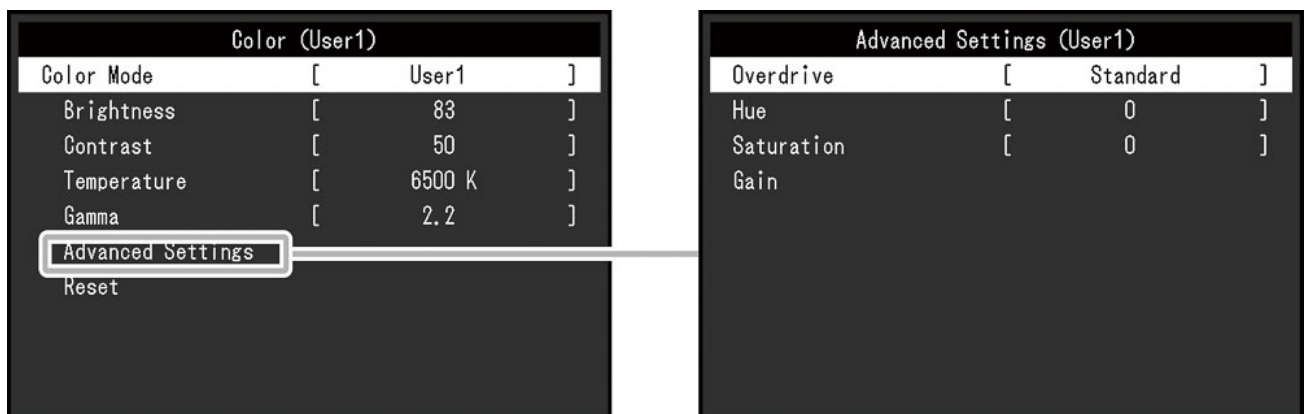 Color (User1)
Color Mode [ User1 ]
Brightness [ 83 ]
Contrast [ 50 ]
Temperature [ 6500 K ]
Gamma [ 2.2 ]
Advanced Settings
Reset
Advanced Settings (User1)
Overdrive [ Standard ]
Hue [ 0 ]
Saturation [ 0 ]
Gain